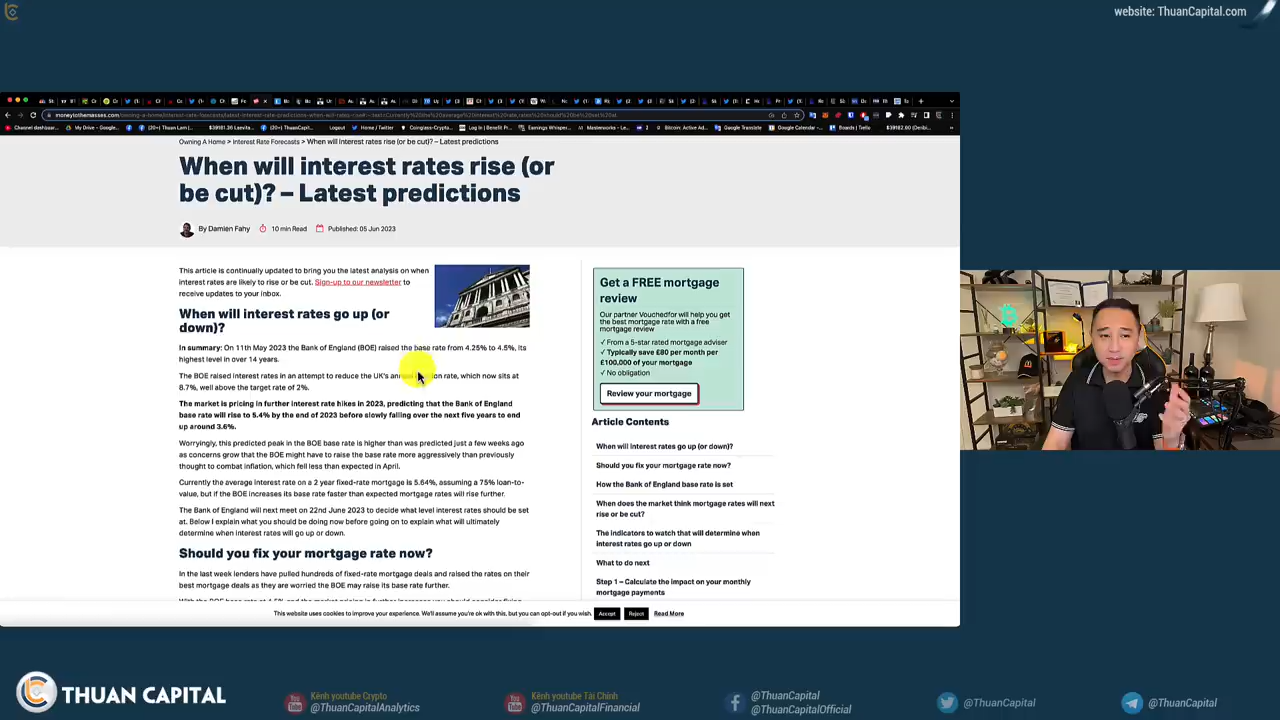 website: ThuanCapital.com
Owning A Home > Interest Rate Forecasts > When will interest rates rise (or be cut)? – Latest predictions
When will interest rates rise (or
be cut)? – Latest predictions
By Damien Fahy
10 min Read
Published: 05 Jun 2023
This article is continually updated to bring you the latest analysis on when
interest rates are likely to rise or be cut. Sign-up to our newsletter to
receive updates to your inbox.
When will interest rates go up (or
down)?
In summary: On 11th May 2023 the Bank of England (BOE) raised the base rate from 4.25% to 4.5%, its
highest level in over 14 years.
The BOE raised interest rates in an attempt to reduce the UK's rate, which now sits at
8.7%, well above the target rate of 2%.
The market is pricing in further interest rate hikes in 2023, predicting that the Bank of England
base rate will rise to 5.4% by the end of 2023 before slowly falling over the next five years to end
up around 3.6%.
Worryingly, this predicted peak in the BOE base rate is higher than was predicted just a few weeks ago
as concerns grow that the BOE might have to raise the base rate more aggressively than previously
thought to combat inflation, which fell less than expected in April.
Currently the average interest rate on a 2 year fixed-rate mortgage is 5.64%, assuming a 75% loan-to-
value, but if the BOE increases its base rate faster than expected mortgage rates will rise further.
The Bank of England will next meet on 22nd June 2023 to decide what level interest rates should be set
at. Below I explain what you should be doing now before going on to explain what will ultimately
determine when interest rates will go up or down.
Should you fix your mortgage rate now?
In the last week lenders have pulled hundreds of fixed-rate mortgage deals and raised the rates on their
best mortgage deals as they are worried the BOE may raise its base rate further.
Get a FREE mortgage
review
Our partner Vouchedfor will help you get
the best mortgage rate with a free
mortgage review
✓ From a 5-star rated mortgage adviser
✓ Typically save £80 per month per
£100,000 of your mortgage
✓ No obligation
Review your mortgage
Article Contents
When will interest rates go up (or down)?
Should you fix your mortgage rate now?
How the Bank of England base rate is set
When does the market think mortgage rates will next
rise or be cut?
The indicators to watch that will determine when
interest rates go up or down
What to do next
Step 1 – Calculate the impact on your monthly
mortgage payments
This website uses cookies to improve your experience. We'll assume you're ok with this, but you can opt-out if you wish.
Accept
Reject
Read More
THUAN CAPITAL
Kênh youtube Crypto
@ThuanCapitalAnalytics
Kênh youtube Tài Chính
@ThuanCapitalFinancial
@ThuanCapital
@ThuanCapitalOfficial
@ThuanCapital
@ThuanCapital